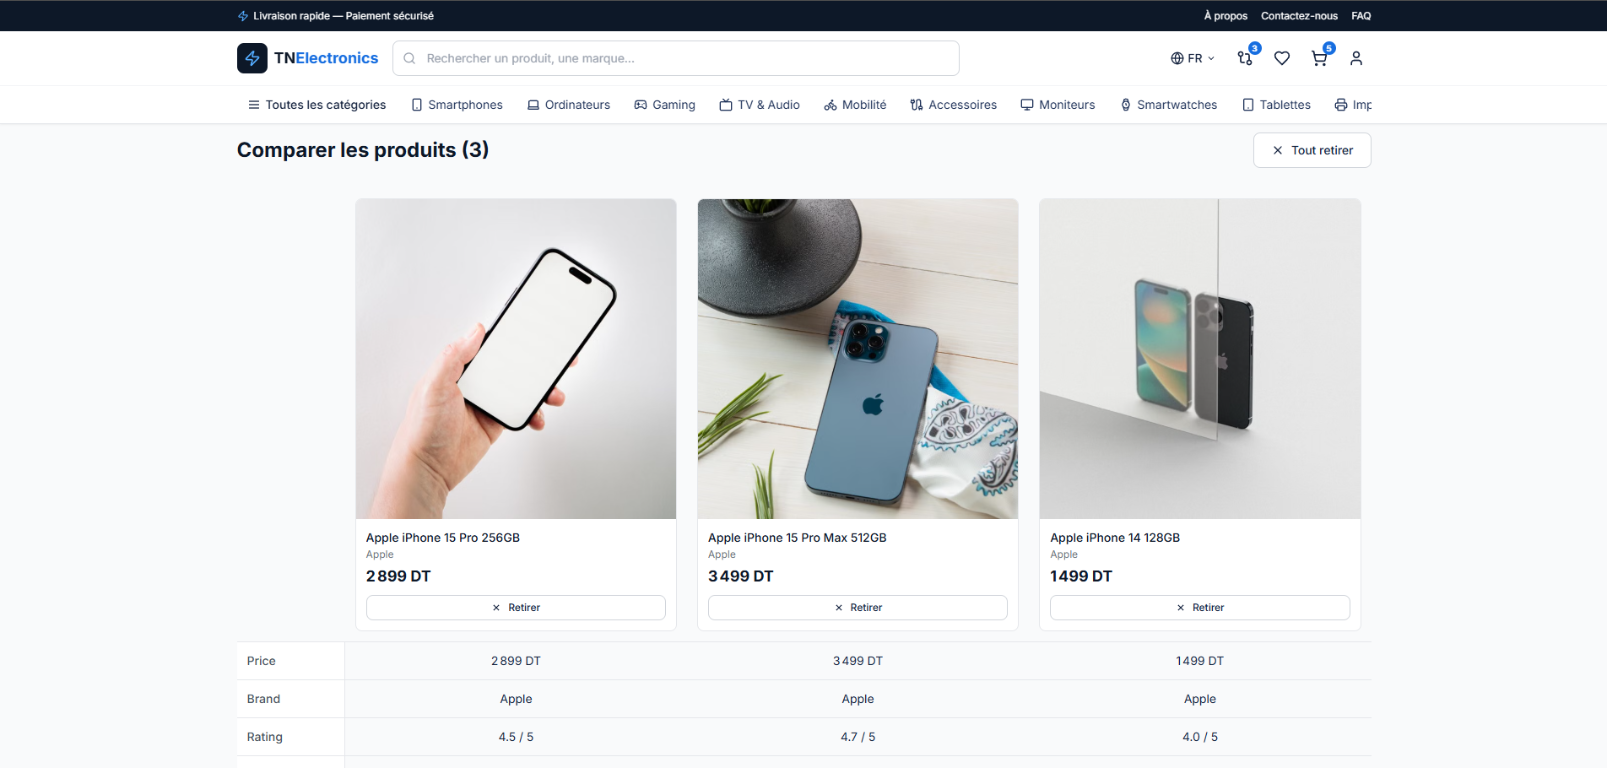 Livraison rapide — Paiement sécurisé
À propos Contactez-nous FAQ
TNElectronics
Rechercher un produit, une marque...
FR
3
5
Toutes les catégories Smartphones Ordinateurs Gaming TV & Audio Mobilité Accessoires Moniteurs Smartwatches Tablettes Imp
Comparer les produits (3)
Tout retirer
Apple iPhone 15 Pro 256GB
Apple
2 899 DT
Retirer
Apple iPhone 15 Pro Max 512GB
Apple
3 499 DT
Retirer
Apple iPhone 14 128GB
Apple
1 499 DT
Retirer
Price 2 899 DT 3 499 DT 1 499 DT
Brand Apple Apple Apple
Rating 4.5 / 5 4.7 / 5 4.0 / 5